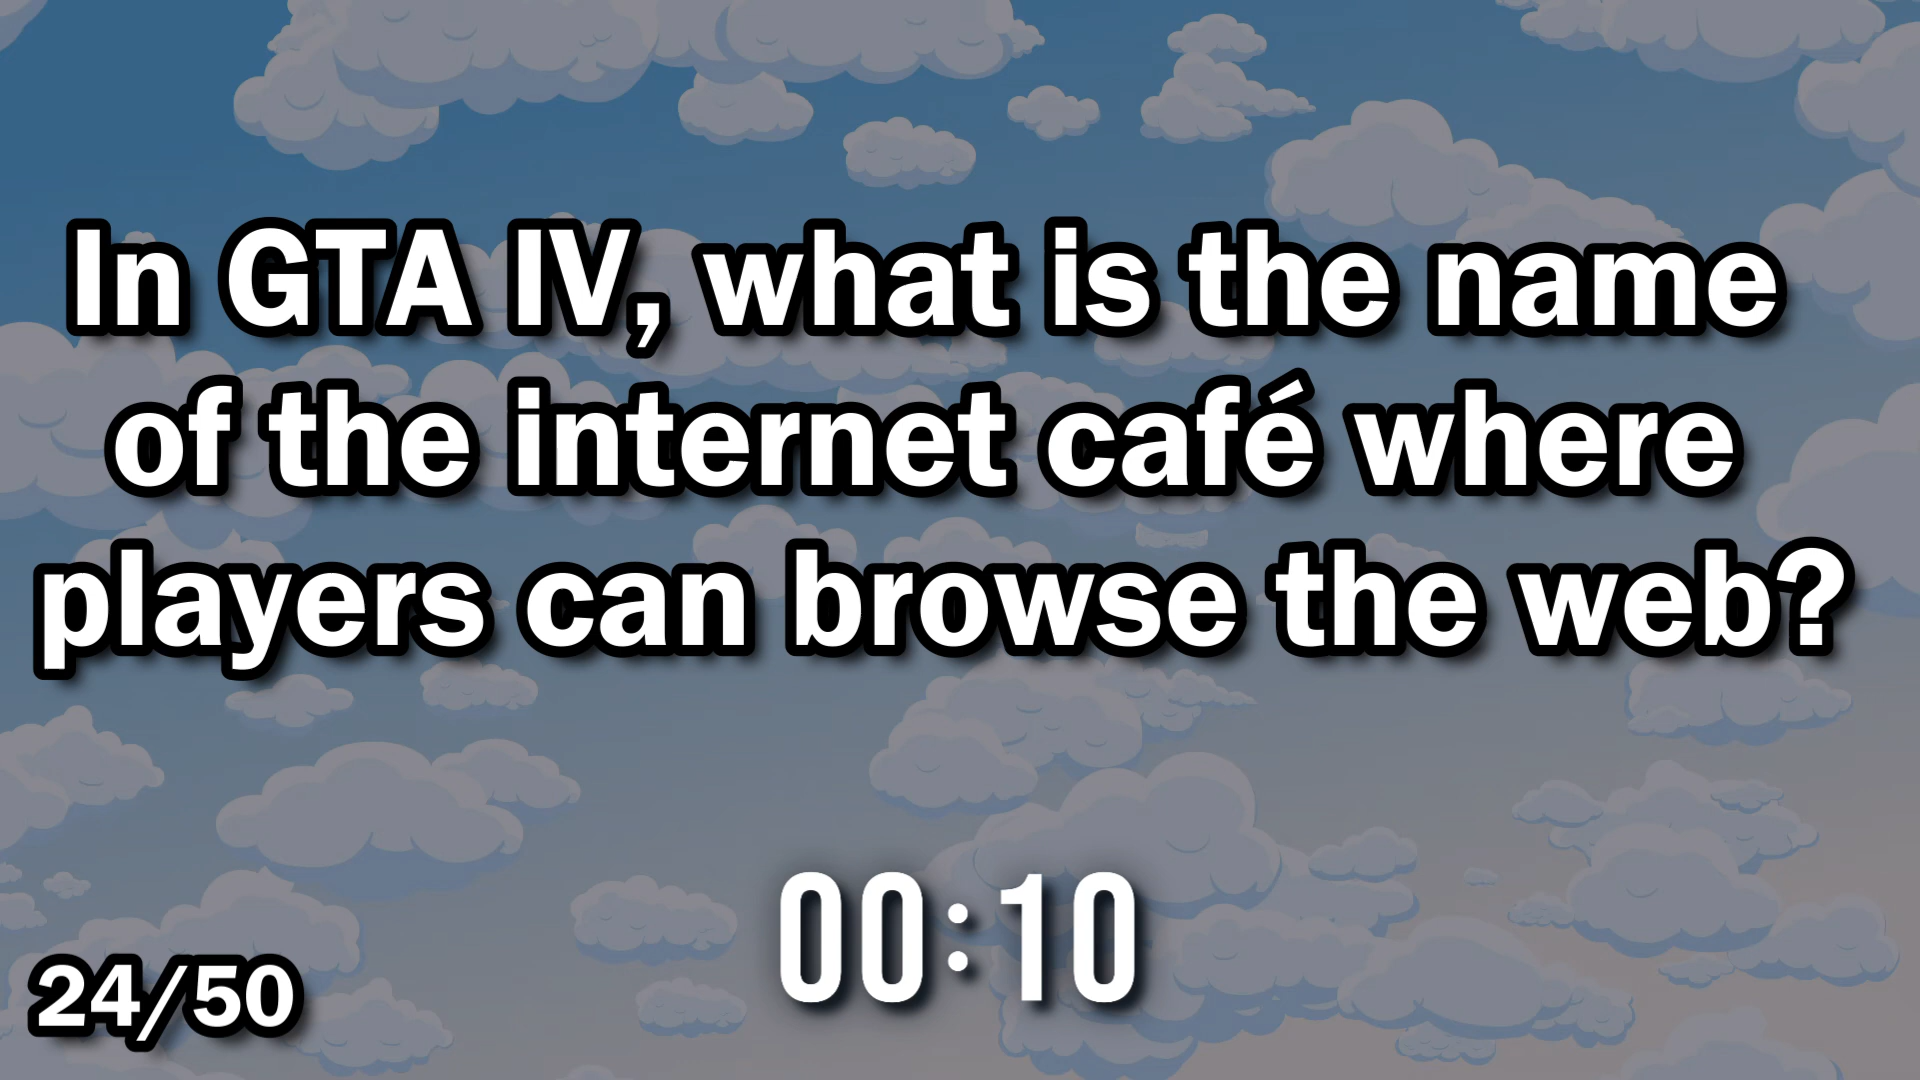 In GTA IV, what is the name
of the internet café where
players can browse the web?
00:10
24/50